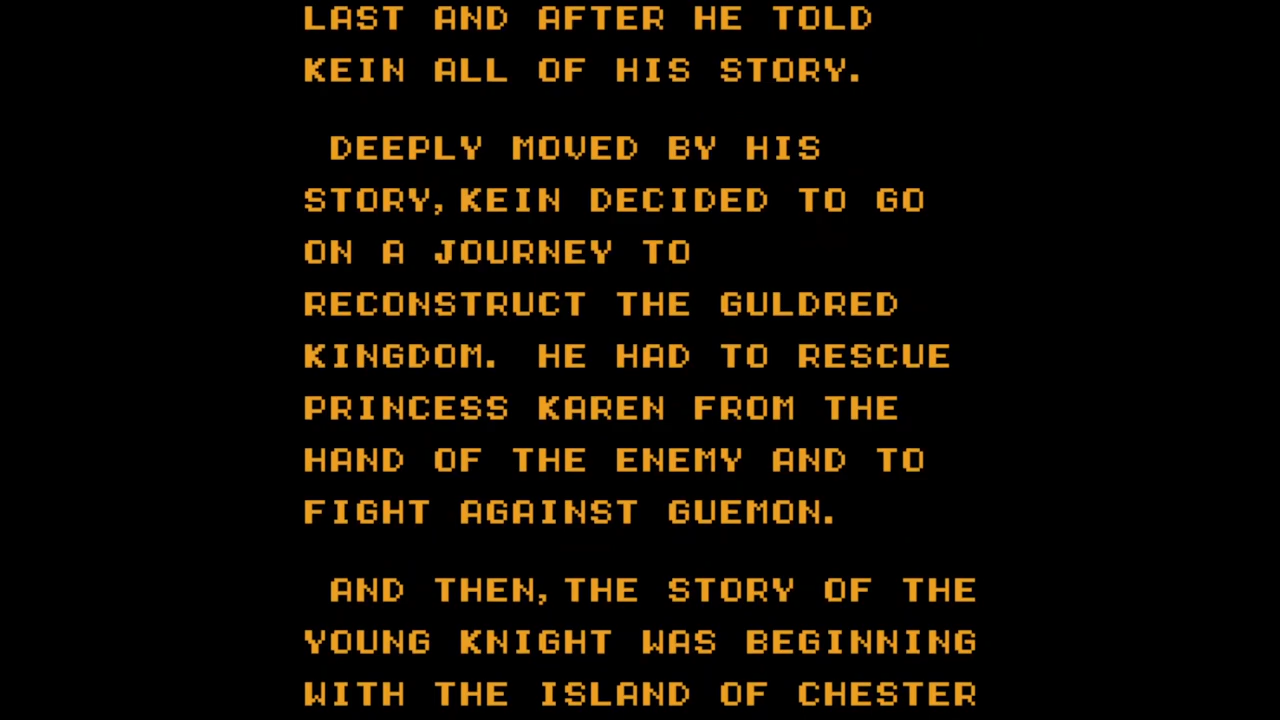 LAST AND AFTER HE TOLD
KEIN ALL OF HIS STORY.
DEEPLY MOVED BY HIS
STORY, KEIN DECIDED TO GO
ON A JOURNEY TO
RECONSTRUCT THE GULDRED
KINGDOM. HE HAD TO RESCUE
PRINCESS KAREN FROM THE
HAND OF THE ENEMY AND TO
FIGHT AGAINST GUEMON.
AND THEN, THE STORY OF THE
YOUNG KNIGHT WAS BEGINNING
WITH THE ISLAND OF CHESTER